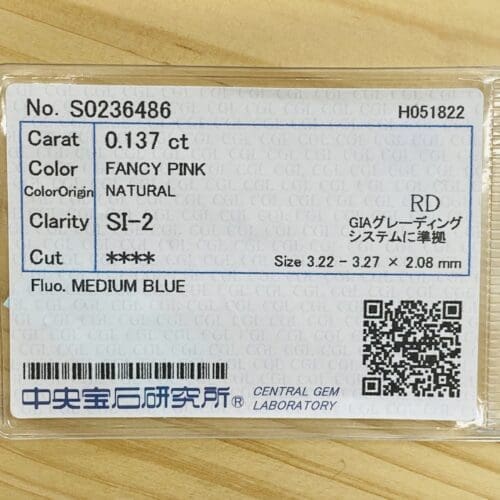 No. S0236486 H051822
Carat 0.137 ct
Color FANCY PINK
ColorOrigin NATURAL
RD
Clarity SI-2
GIAグレーディング
システムに準拠
Cut ****
Size 3.22 - 3.27 × 2.08 mm
Fluo. MEDIUM BLUE
中央宝石研究所® CENTRAL GEM
LABORATORY